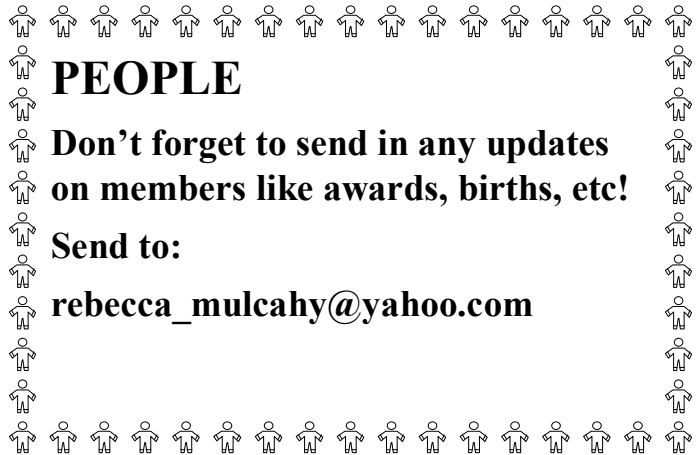 PEOPLE
Don’t forget to send in any updates
on members like awards, births, etc!
Send to:
rebecca_mulcahy@yahoo.com